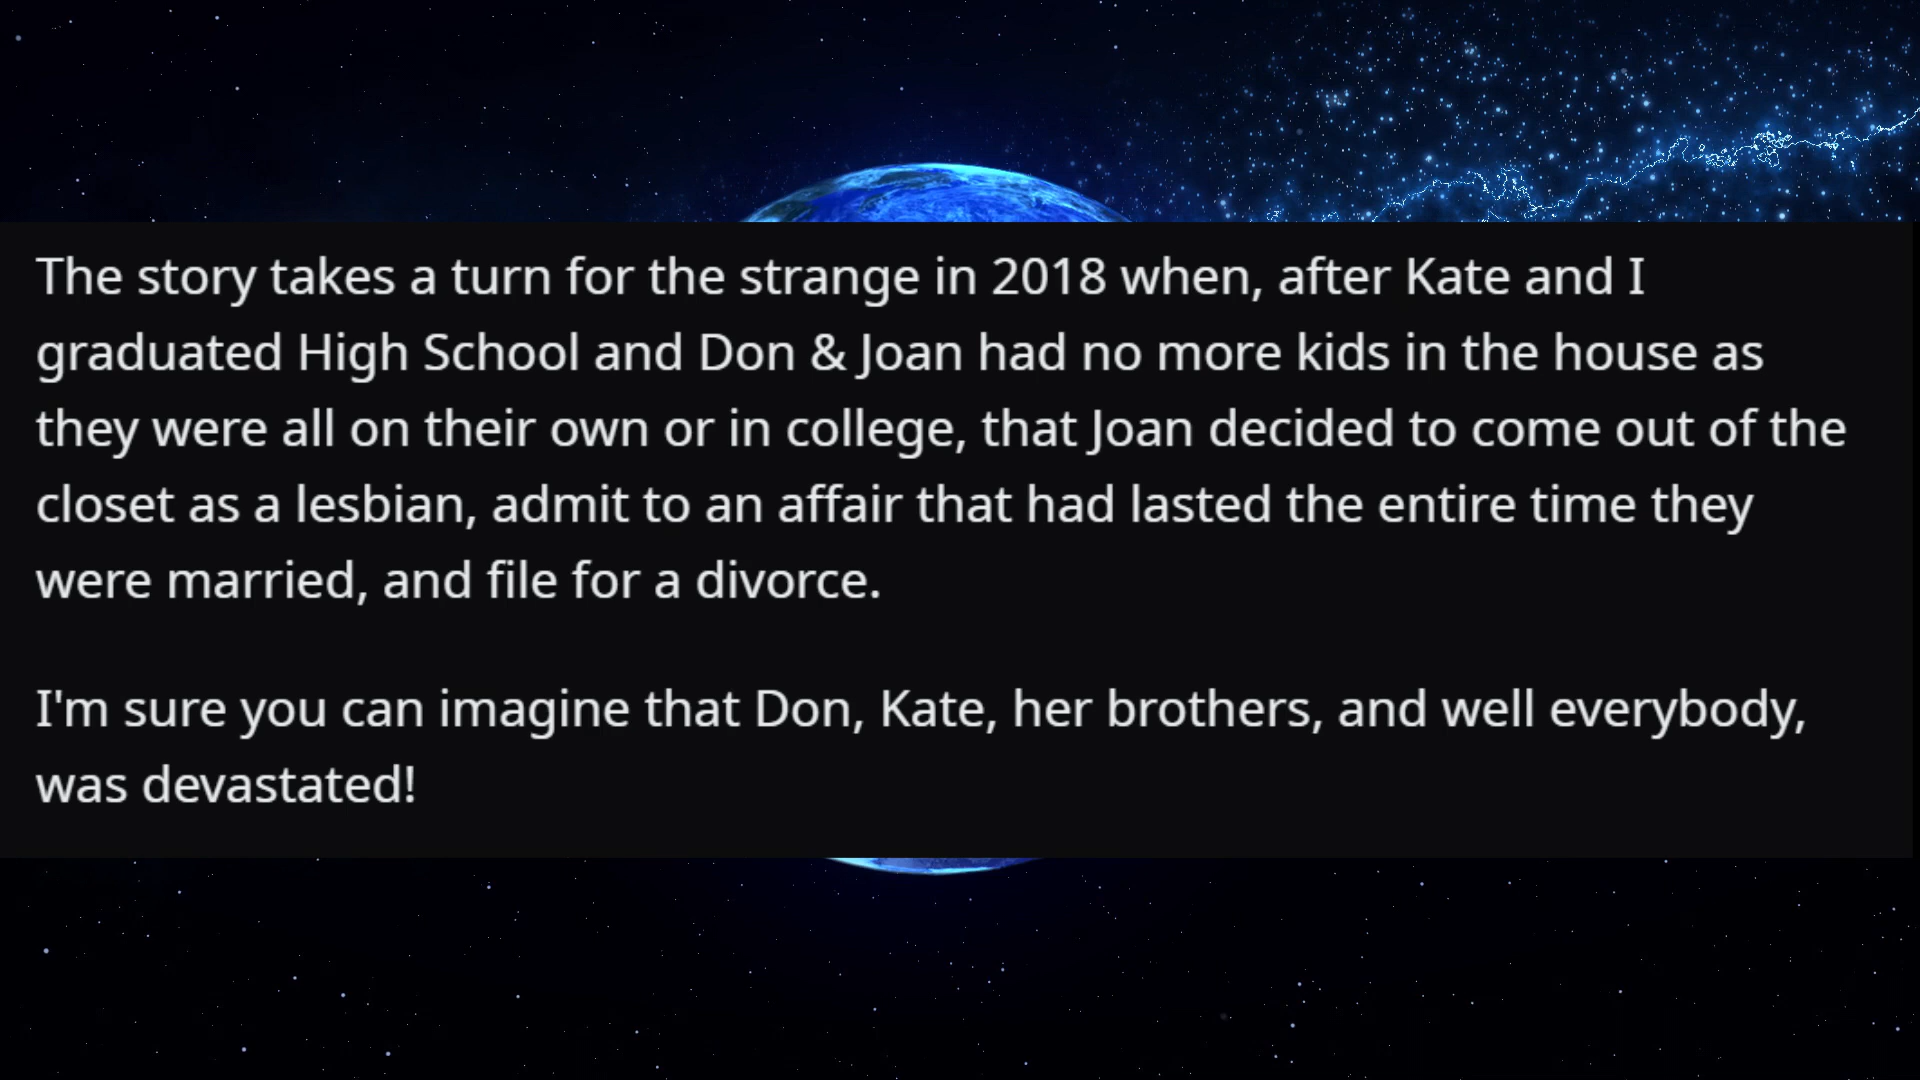 The story takes a turn for the strange in 2018 when, after Kate and I
graduated High School and Don & Joan had no more kids in the house as
they were all on their own or in college, that Joan decided to come out of the
closet as a lesbian, admit to an affair that had lasted the entire time they
were married, and file for a divorce.
I'm sure you can imagine that Don, Kate, her brothers, and well everybody,
was devastated!